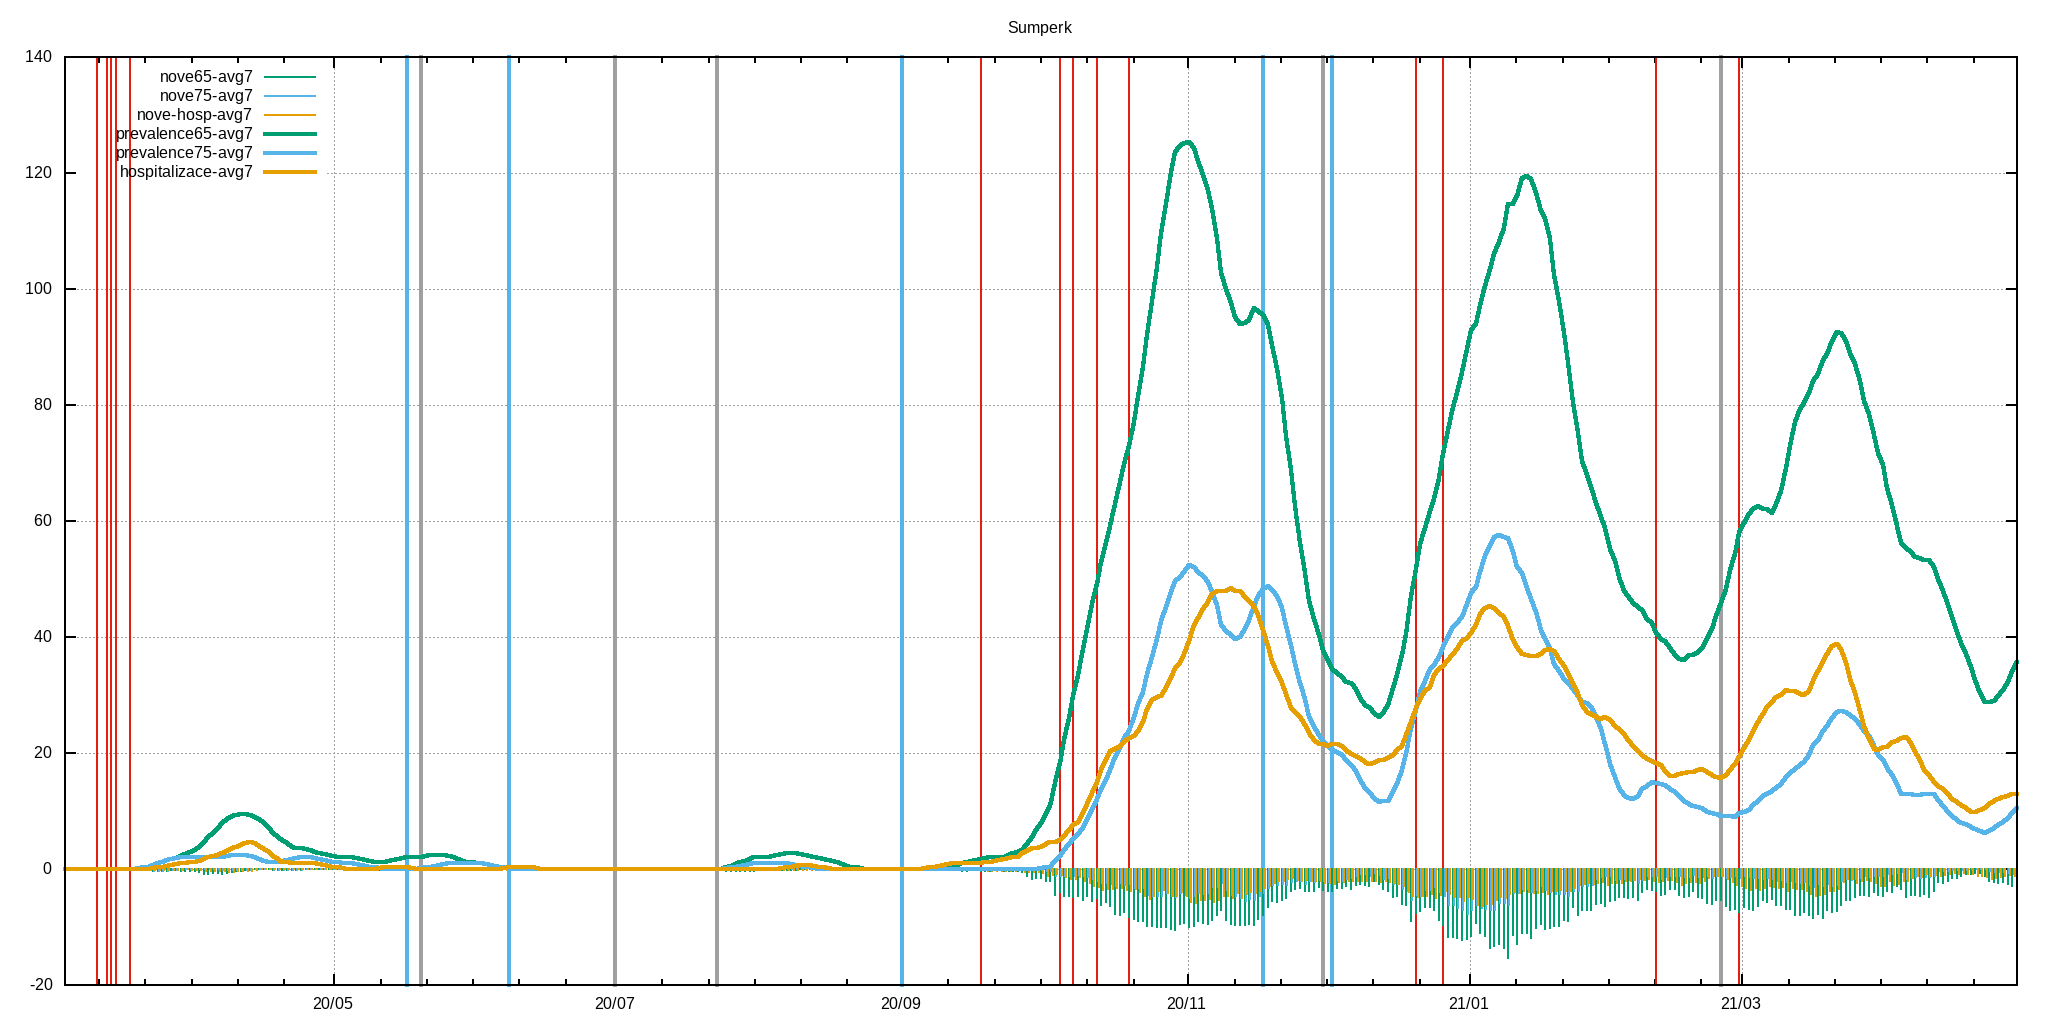 Sumperk
140
120
100
80
60
40
20
0
-20
nove65-avg7
nove75-avg7
nove-hosp-avg7
prevalence65-avg7
prevalence75-avg7
hospitalizace-avg7
20/05 20/07 20/09 20/11 21/01 21/03